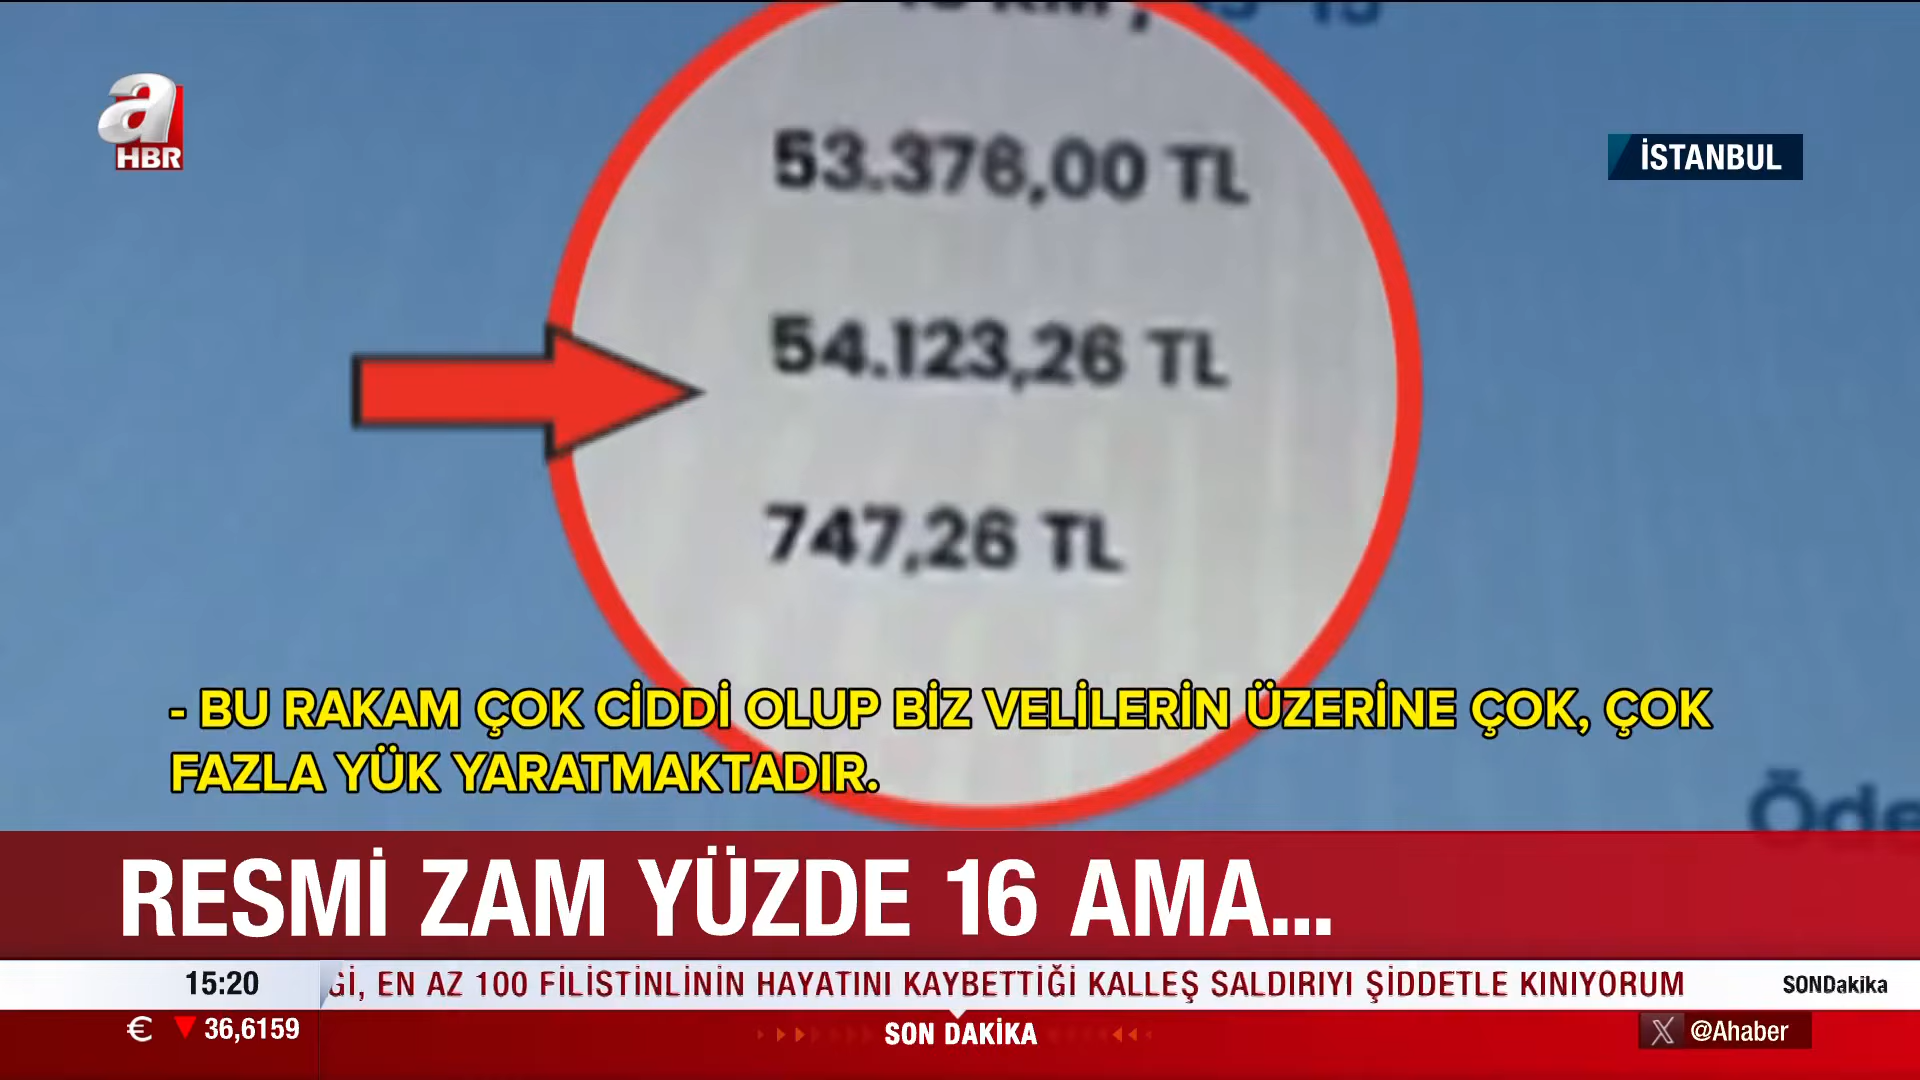 a
HBR
İSTANBUL
53.376,00 TL
54.123,26 TL
747,26 TL
- BU RAKAM ÇOK CİDDİ OLUP BİZ VELİLERİN ÜZERİNE ÇOK, ÇOK
FAZLA YÜK YARATMAKTADIR.
RESMİ ZAM YÜZDE 16 AMA...
15:20
Gİ, EN AZ 100 FİLİSTİNLİNİN HAYATINI KAYBETTİĞİ KALLEŞ SALDIRIYI ŞİDDETLE KINIYORUM
SONDakika
€ 36,6159
SON DAKİKA
X @Ahaber